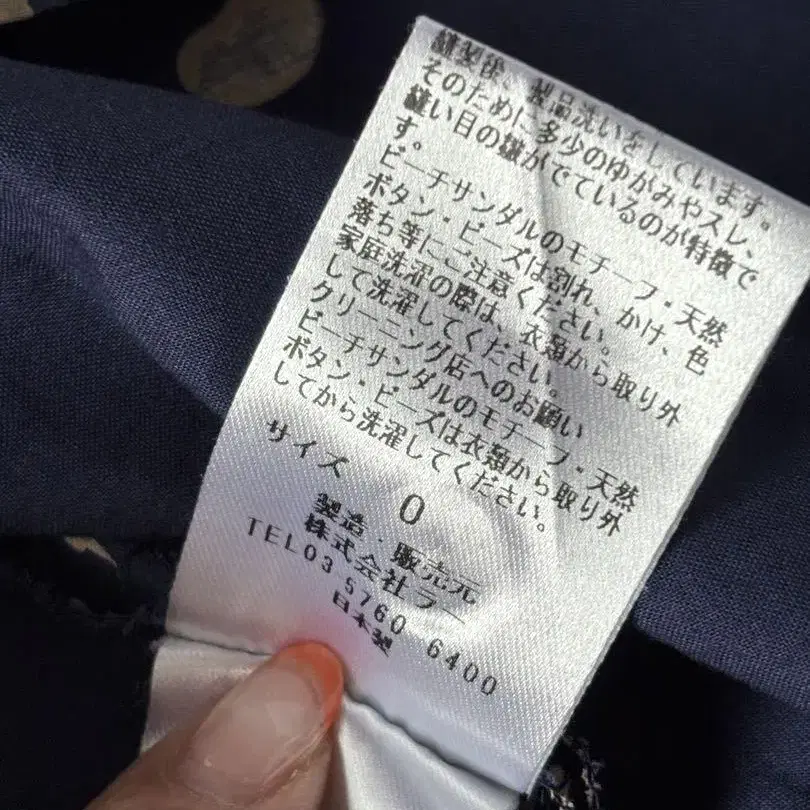 縫製後、製品洗いをしています。
そのために多少のゆがみやスレ、
縫い目の皺がでているのが特徴で
す。
ビーチサンダルのモチーフ・天然
ボタン・ビーズは割れ、かけ、色
落ち等にご注意ください。
家庭洗濯の際は、衣類から取り外
して洗濯してください。
クリーニング店へのお願い
ビーチサンダルのモチーフ・天然
ボタン・ビーズは衣類から取り外
してから洗濯してください。
サイズ 0
製造・販売元
株式会社ラー
TEL03 5760 6400
日本製